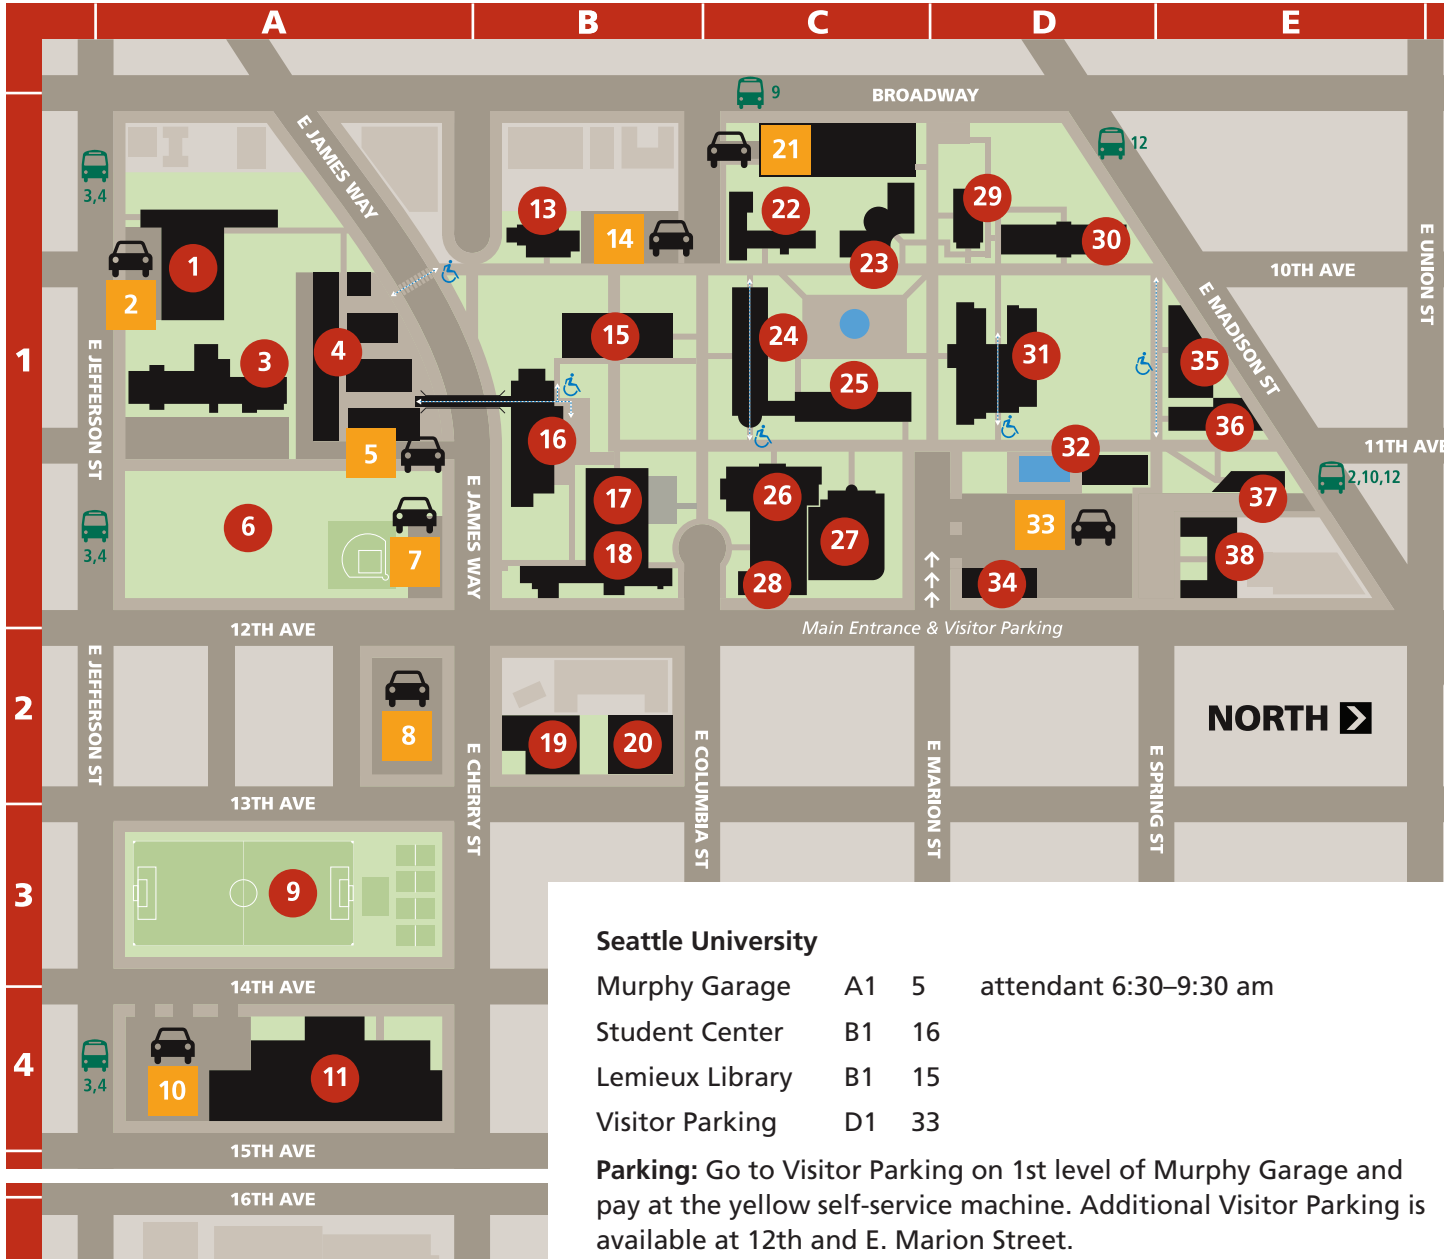 A B C D E
1
2
3
4
BROADWAY
9
12
3,4
E JAMES WAY
21
22
29
13
14
30
23
1
2
10TH AVE
E UNION ST
E MADISON ST
15
24
31
35
3
4
25
E JEFFERSON ST
36
16
5
32
11TH AVE
2,10,12
6
7
E JAMES WAY
17
26
37
33
3,4
18
27
38
28
34
12TH AVE
Main Entrance & Visitor Parking
E JEFFERSON ST
8
19
20
NORTH
E CHERRY ST
E COLUMBIA ST
E MARION ST
E SPRING ST
13TH AVE
9
14TH AVE
3,4
10
11
15TH AVE
16TH AVE
Seattle University
Murphy Garage A1 5 attendant 6:30–9:30 am
Student Center B1 16
Lemieux Library B1 15
Visitor Parking D1 33
Parking: Go to Visitor Parking on 1st level of Murphy Garage and
pay at the yellow self-service machine. Additional Visitor Parking is
available at 12th and E. Marion Street.